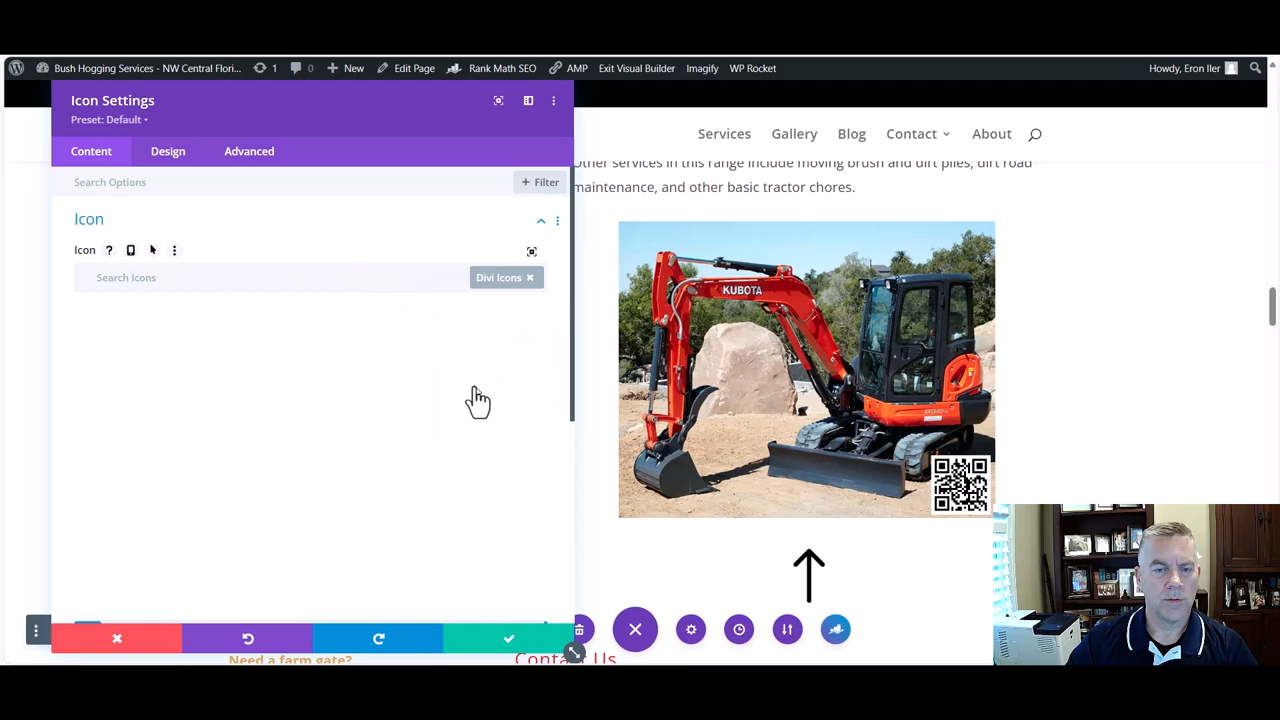 Bush Hogging Services - NW Central Flori... 1 0 New Edit Page Rank Math SEO AMP Exit Visual Builder Imagify WP Rocket Howdy, Eron Iler
Icon Settings
Preset: Default
Services Gallery Blog Contact About
Content Design Advanced
Other services in this range include moving brush and dirt piles, dirt road
maintenance, and other basic tractor chores.
Search Options
+ Filter
Icon
Icon ?
Search Icons
Divi Icons ×
KUBOTA
Need a farm gate?
Contact Us